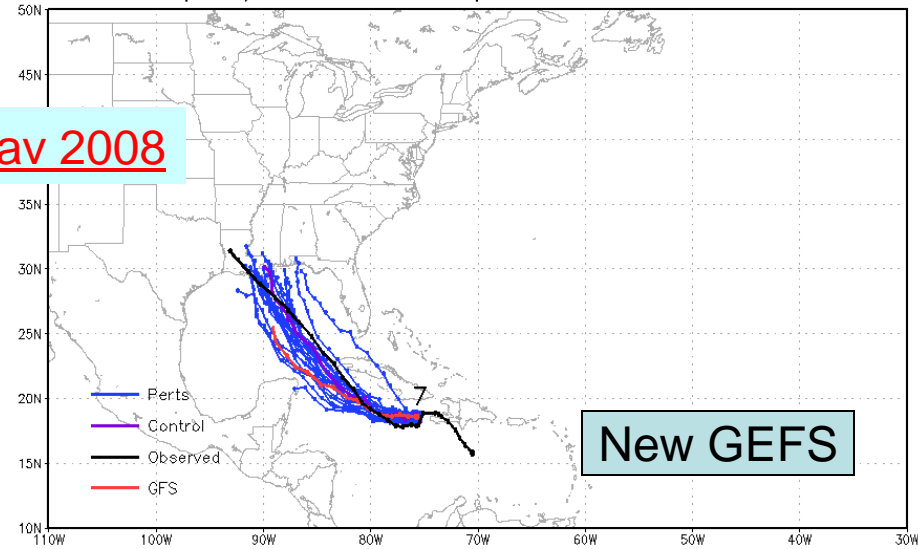 50N
45N
av 2008
35N
30N
25N
20N
15N
10N
7
Perts
Control
Observed
GFS
New GEFS
110W 100W 90W 80W 70W 60W 50W 40W 30W